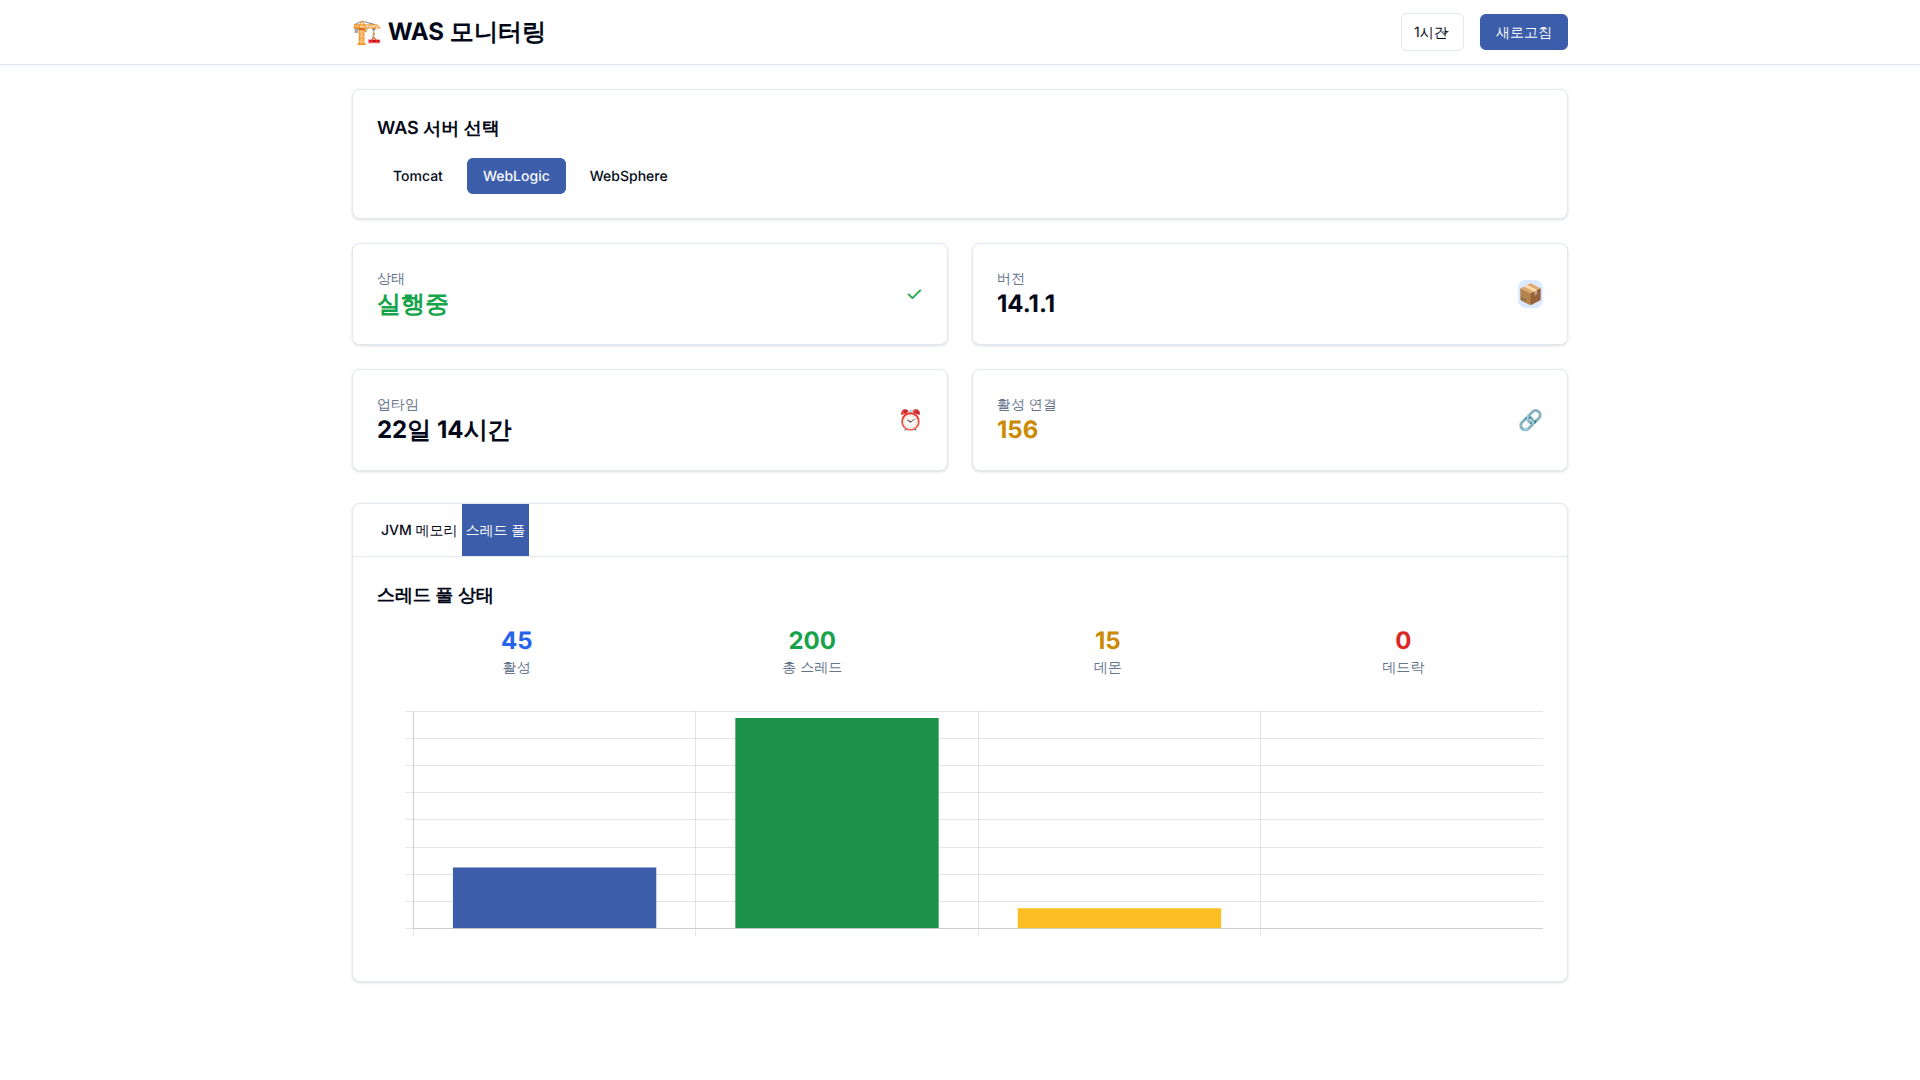 WAS 모니터링
1시간
새로고침
WAS 서버 선택
Tomcat
WebLogic
WebSphere
상태
실행중
버전
14.1.1
업타임
22일 14시간
활성 연결
156
JVM 메모리
스레드 풀
스레드 풀 상태
45
활성
200
총 스레드
15
데몬
0
데드락